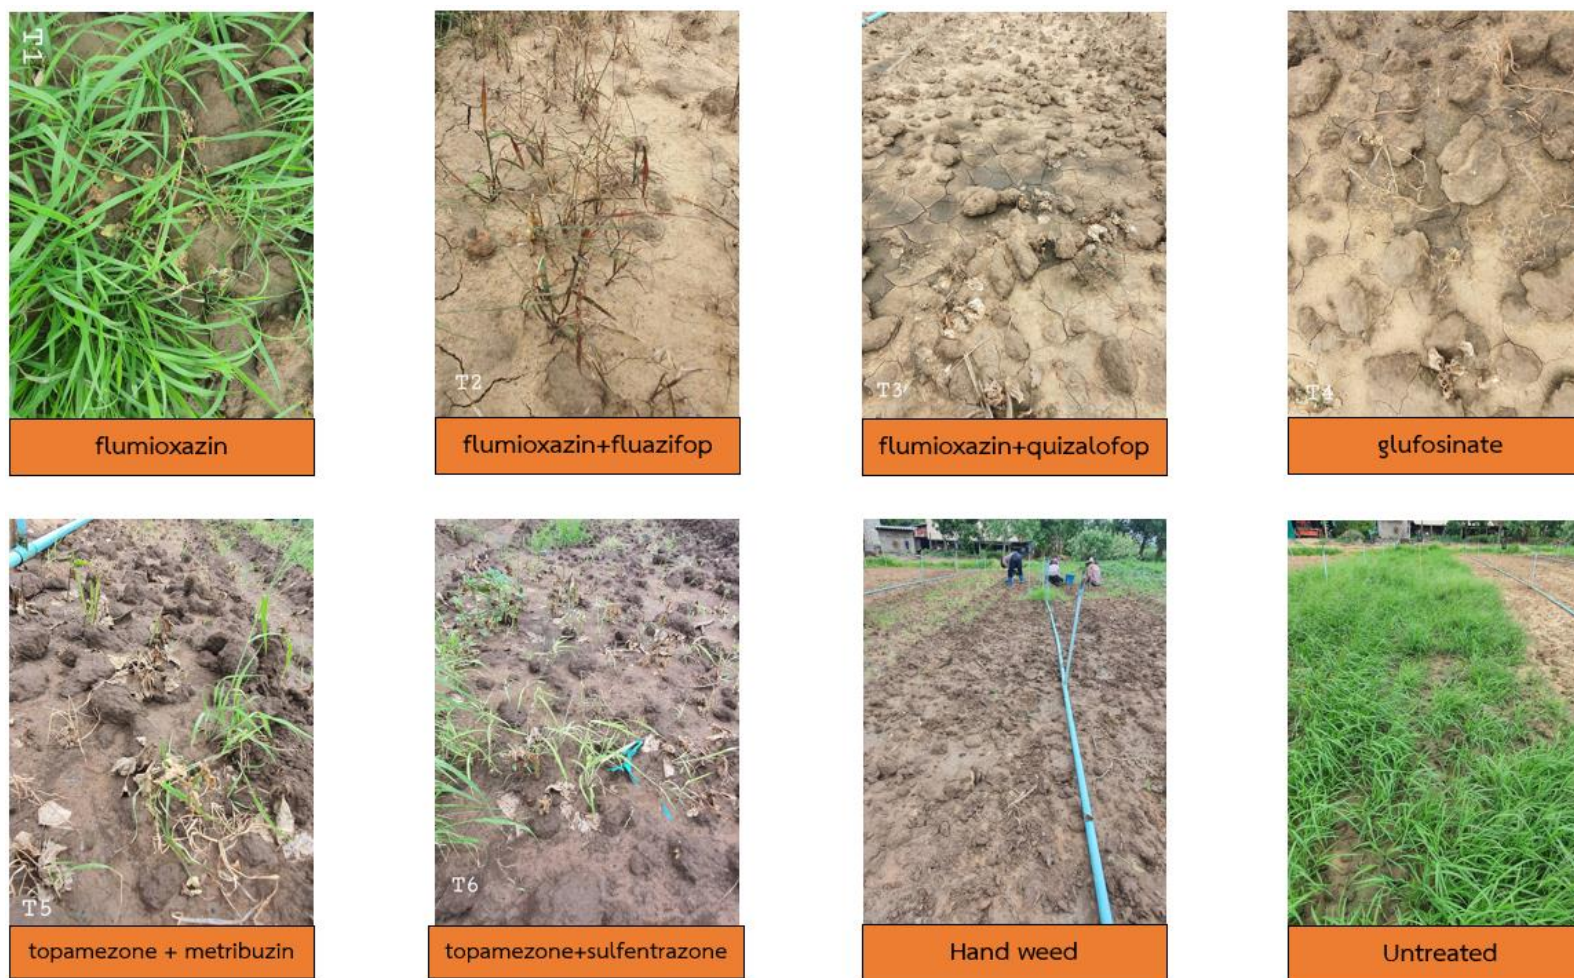 T1
T2
T3
T4
flumioxazin
flumioxazin+fluazifop
flumioxazin+quizalofop
glufosinate
T5
T6
topamezone + metribuzin
topamezone+sulfentrazone
Hand weed
Untreated